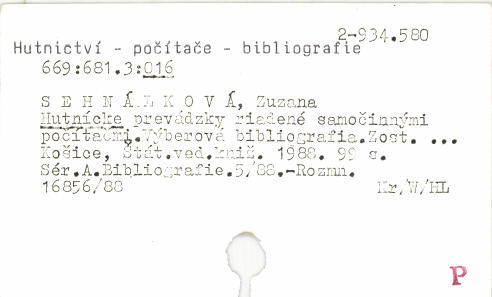 2-934.580
Hutnictví - počítače - bibliografie
669:681.3:016
S E H N Á L K O V Á, Zuzana
Hutnícke prevádzky riadené samočinnými
počítačmi.Výberová bibliografia.Zost. ...
Košice, Štát.ved.kniž. 1988. 99 s.
Sér.A.Bibliografie.5/88.-Rozmn.
16856/88 Kr/W/HL
P